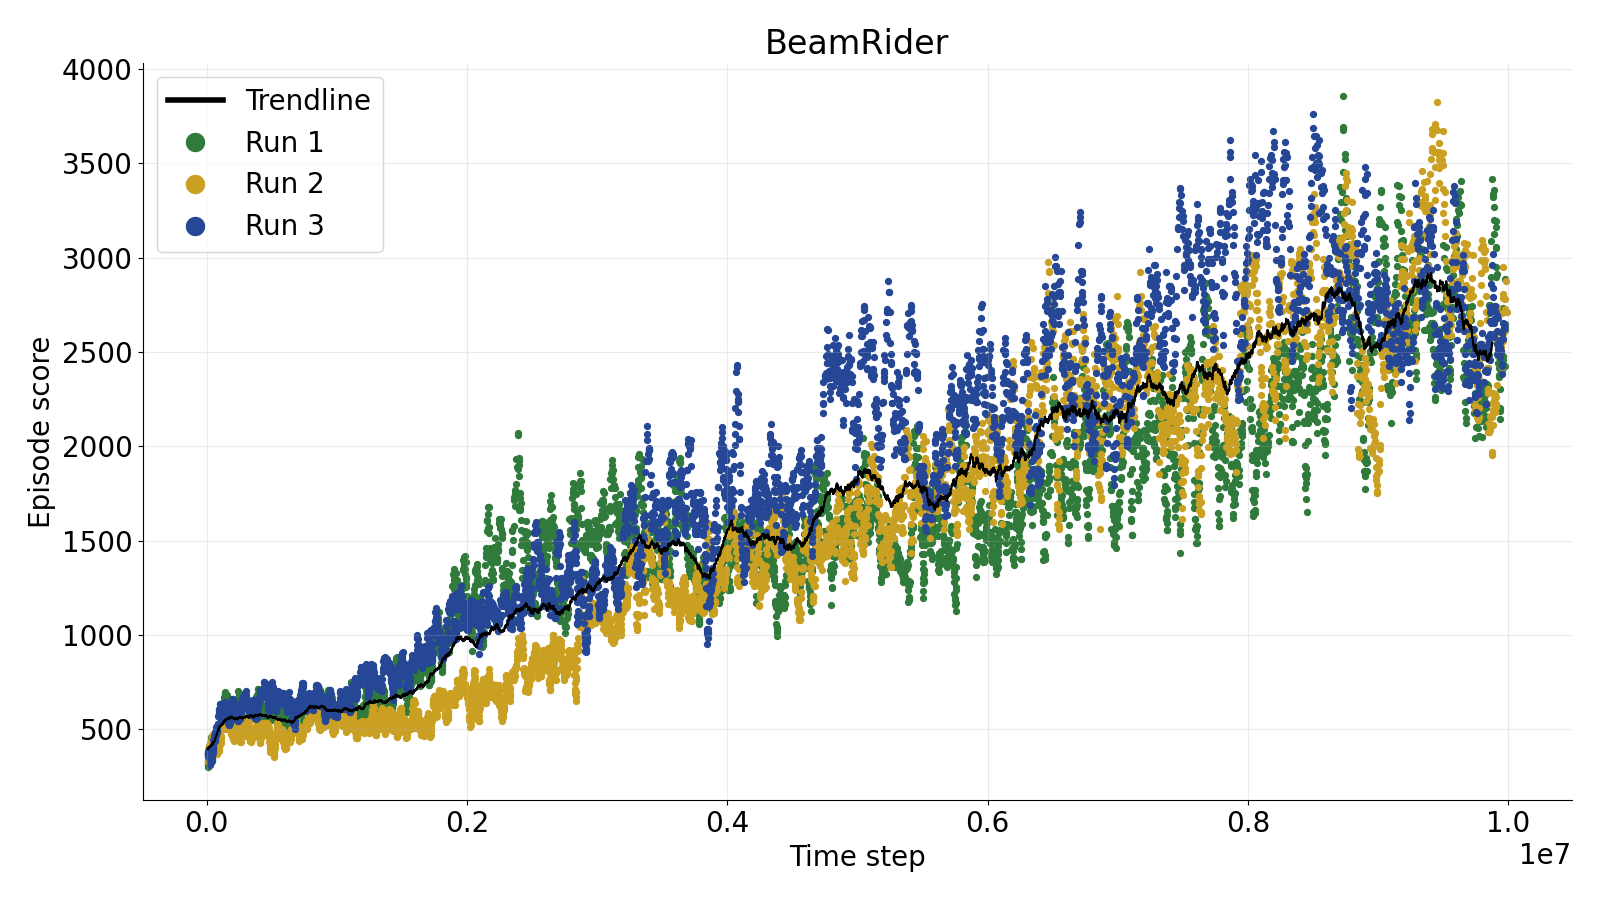 BeamRider
Trendline
Run 1
Run 2
Run 3
4000
3500
3000
2500
2000
1500
1000
500
Episode score
0.0
0.2
0.4
0.6
0.8
1.0
1e7
Time step